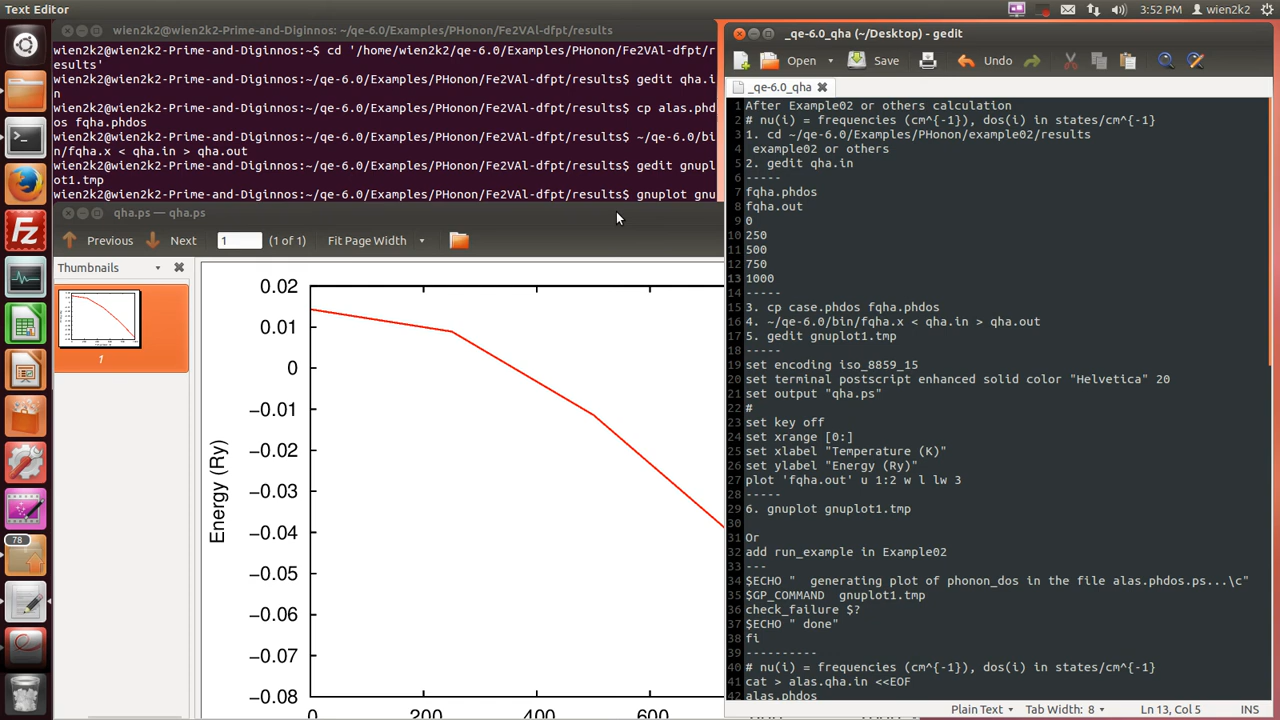 Text Editor
3:52 PM
wien2k2
wien2k2@wien2k2-Prime-and-Diginnos: ~/qe-6.0/Examples/PHonon/Fe2VAl-dfpt/results
wien2k2@wien2k2-Prime-and-Diginnos:~$ cd '/home/wien2k2/qe-6.0/Examples/PHonon/Fe2VAl-dfpt/r
esults'
wien2k2@wien2k2-Prime-and-Diginnos:~/qe-6.0/Examples/PHonon/Fe2VAl-dfpt/results$ gedit qha.i
wien2k2@wien2k2-Prime-and-Diginnos:~/qe-6.0/Examples/PHonon/Fe2VAl-dfpt/results$ cp alas.phd
os fqha.phdos
wien2k2@wien2k2-Prime-and-Diginnos:~/qe-6.0/Examples/PHonon/Fe2VAl-dfpt/results$ ~/qe-6.0/bi
n/fqha.x < qha.in > qha.out
wien2k2@wien2k2-Prime-and-Diginnos:~/qe-6.0/Examples/PHonon/Fe2VAl-dfpt/results$ gedit gnupl
ot1.tmp
wien2k2@wien2k2-Prime-and-Diginnos:~/qe-6.0/Examples/PHonon/Fe2VAl-dfpt/results$ gnuplot gnu
qha.ps — qha.ps
Previous
Next
1
(1 of 1)
Fit Page Width
Thumbnails
1
78
0.02
0.01
0
−0.01
−0.02
−0.03
−0.04
−0.05
−0.06
−0.07
−0.08
Energy (Ry)
0
200
400
600
_qe-6.0_qha (~/Desktop) - gedit
Open
Save
Undo
_qe-6.0_qha
1 After Example02 or others calculation
2 # nu(i) = frequencies (cm^{-1}), dos(i) in states/cm^{-1}
3 1. cd ~/qe-6.0/Examples/PHonon/example02/results
4 example02 or others
5 2. gedit qha.in
6 -----
7 fqha.phdos
8 fqha.out
9 0
10 250
11 500
12 750
13 1000
14 -----
15 3. cp case.phdos fqha.phdos
16 4. ~/qe-6.0/bin/fqha.x < qha.in > qha.out
17 5. gedit gnuplot1.tmp
18 -----
19 set encoding iso_8859_15
20 set terminal postscript enhanced solid color "Helvetica" 20
21 set output "qha.ps"
22 #
23 set key off
24 set xrange [0:]
25 set xlabel "Temperature (K)"
26 set ylabel "Energy (Ry)"
27 plot 'fqha.out' u 1:2 w l lw 3
28 -----
29 6. gnuplot gnuplot1.tmp
30
31 Or
32 add run_example in Example02
33 ---
34 $ECHO "  generating plot of phonon_dos in the file alas.phdos.ps...\c"
35 $GP_COMMAND  gnuplot1.tmp
36 check_failure $?
37 $ECHO " done"
38 fi
39 ----------
40 # nu(i) = frequencies (cm^{-1}), dos(i) in states/cm^{-1}
41 cat > alas.qha.in <<EOF
42 alas.phdos
Plain Text
Tab Width: 8
Ln 13, Col 5
INS